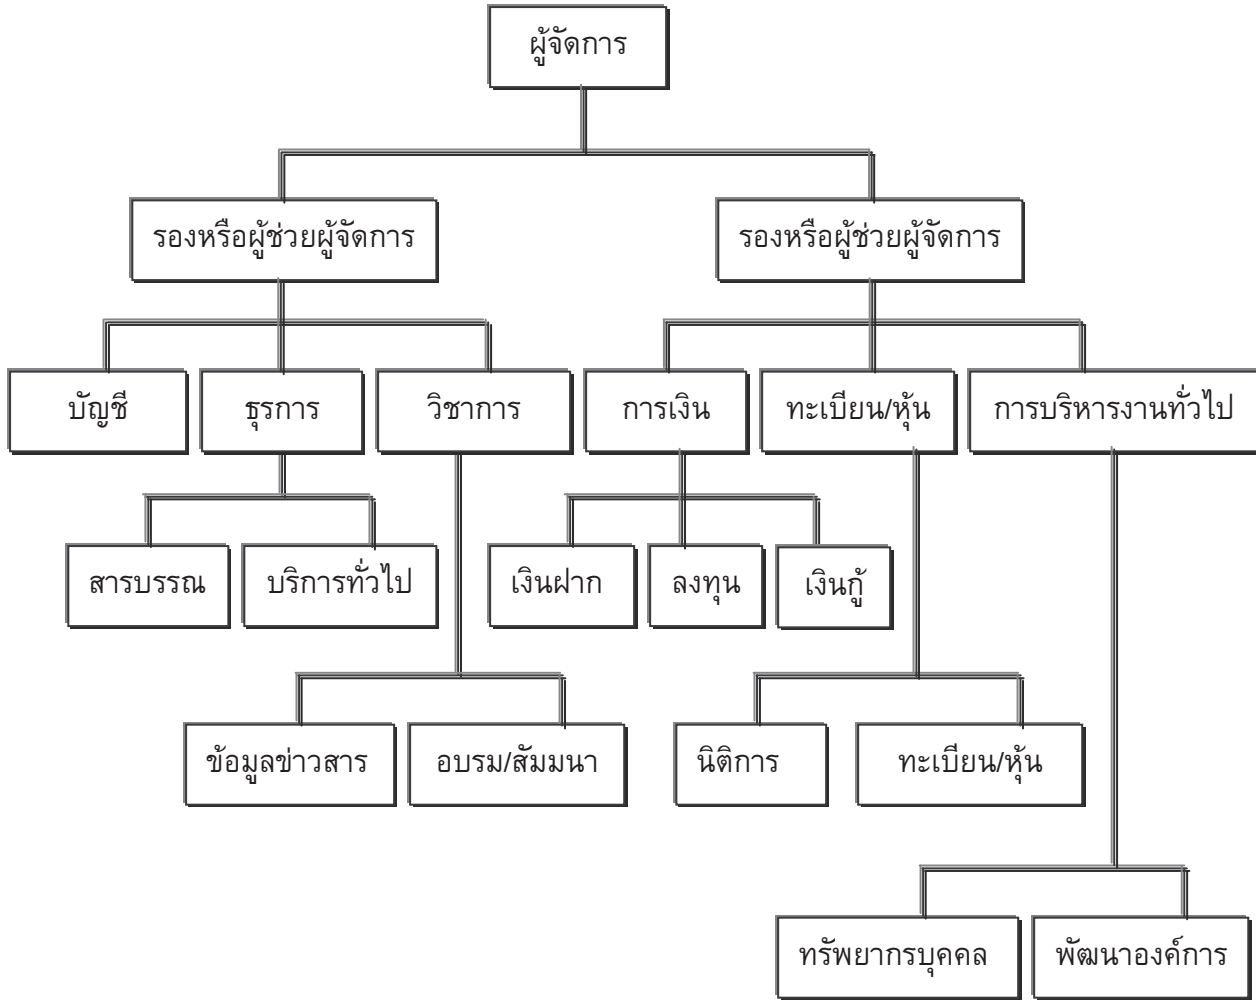 ผู้จัดการ
รองหรือผู้ช่วยผู้จัดการ
รองหรือผู้ช่วยผู้จัดการ
บัญชี
ธุรการ
วิชาการ
การเงิน
ทะเบียน/หุ้น
การบริหารงานทั่วไป
สารบรรณ
บริการทั่วไป
เงินฝาก
ลงทุน
เงินกู้
ข้อมูลข่าวสาร
อบรม/สัมมนา
นิติการ
ทะเบียน/หุ้น
ทรัพยากรบุคคล
พัฒนาองค์การ